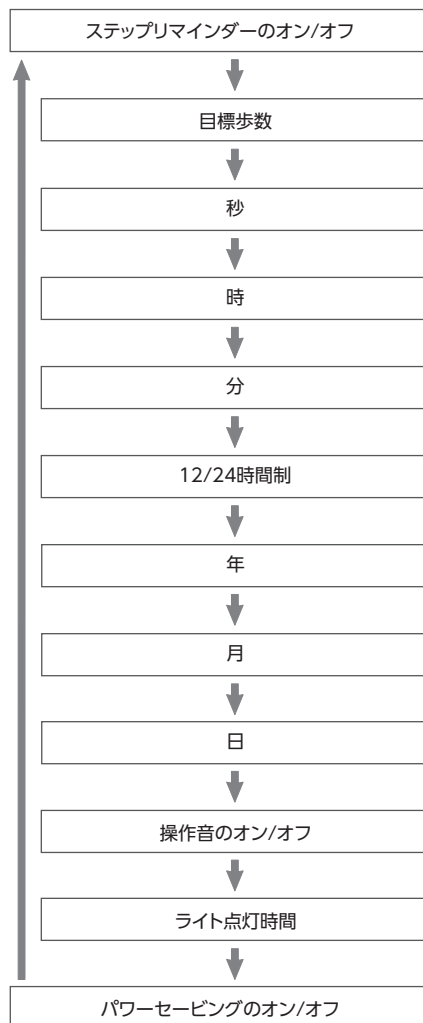 ステップリマインダーのオン/オフ
目標歩数
秒
時
分
12/24時間制
年
月
日
操作音のオン/オフ
ライト点灯時間
パワーセービングのオン/オフ